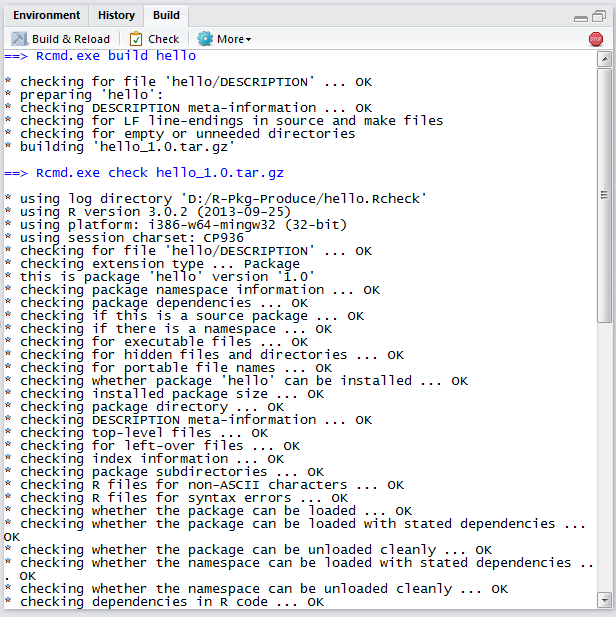 Environment History Build
Build & Reload Check More STOP
==> Rcmd.exe build hello
* checking for file 'hello/DESCRIPTION' ... OK
* preparing 'hello':
* checking DESCRIPTION meta-information ... OK
* checking for LF line-endings in source and make files
* checking for empty or unneeded directories
* building 'hello_1.0.tar.gz'
==> Rcmd.exe check hello_1.0.tar.gz
* using log directory 'D:/R-Pkg-Produce/hello.Rcheck'
* using R version 3.0.2 (2013-09-25)
* using platform: i386-w64-mingw32 (32-bit)
* using session charset: CP936
* checking for file 'hello/DESCRIPTION' ... OK
* checking extension type ... Package
* this is package 'hello' version '1.0'
* checking package namespace information ... OK
* checking package dependencies ... OK
* checking if this is a source package ... OK
* checking if there is a namespace ... OK
* checking for executable files ... OK
* checking for hidden files and directories ... OK
* checking for portable file names ... OK
* checking whether package 'hello' can be installed ... OK
* checking installed package size ... OK
* checking package directory ... OK
* checking DESCRIPTION meta-information ... OK
* checking top-level files ... OK
* checking for left-over files ... OK
* checking index information ... OK
* checking package subdirectories ... OK
* checking R files for non-ASCII characters ... OK
* checking R files for syntax errors ... OK
* checking whether the package can be loaded ... OK
* checking whether the package can be loaded with stated dependencies ...
OK
* checking whether the package can be unloaded cleanly ... OK
* checking whether the namespace can be loaded with stated dependencies ..
. OK
* checking whether the namespace can be unloaded cleanly ... OK
* checking dependencies in R code ... OK